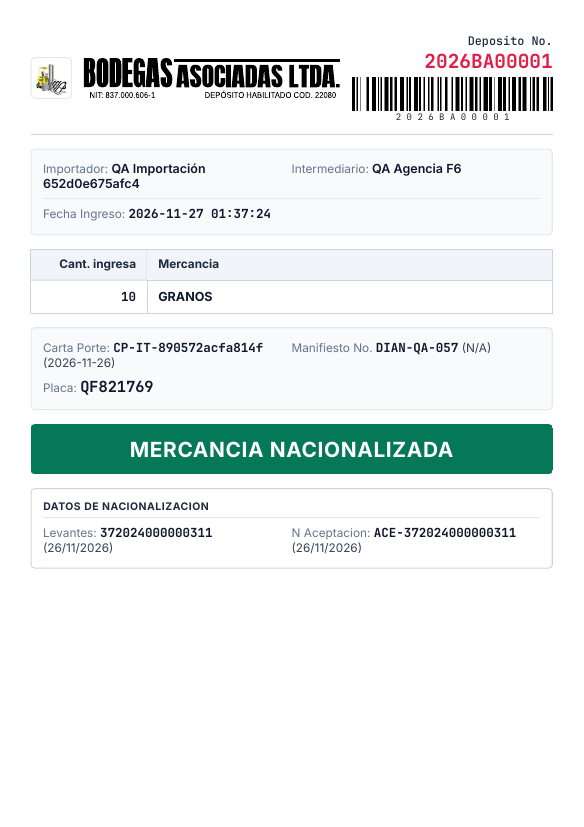 Deposito No.
2026BA00001
BODEGAS ASOCIADAS LTDA.
NIT: 837.000.606-1 DEPÓSITO HABILITADO COD. 22080
2026BA00001
Importador: QA Importación
652d0e675afc4
Intermediario: QA Agencia F6
Fecha Ingreso: 2026-11-27 01:37:24
Cant. ingresa Mercancia
10 GRANOS
Carta Porte: CP-IT-890572acfa814f
(2026-11-26)
Manifiesto No. DIAN-QA-057 (N/A)
Placa: QF821769
MERCANCIA NACIONALIZADA
DATOS DE NACIONALIZACION
Levantes: 372024000000311
(26/11/2026)
N Aceptacion: ACE-372024000000311
(26/11/2026)